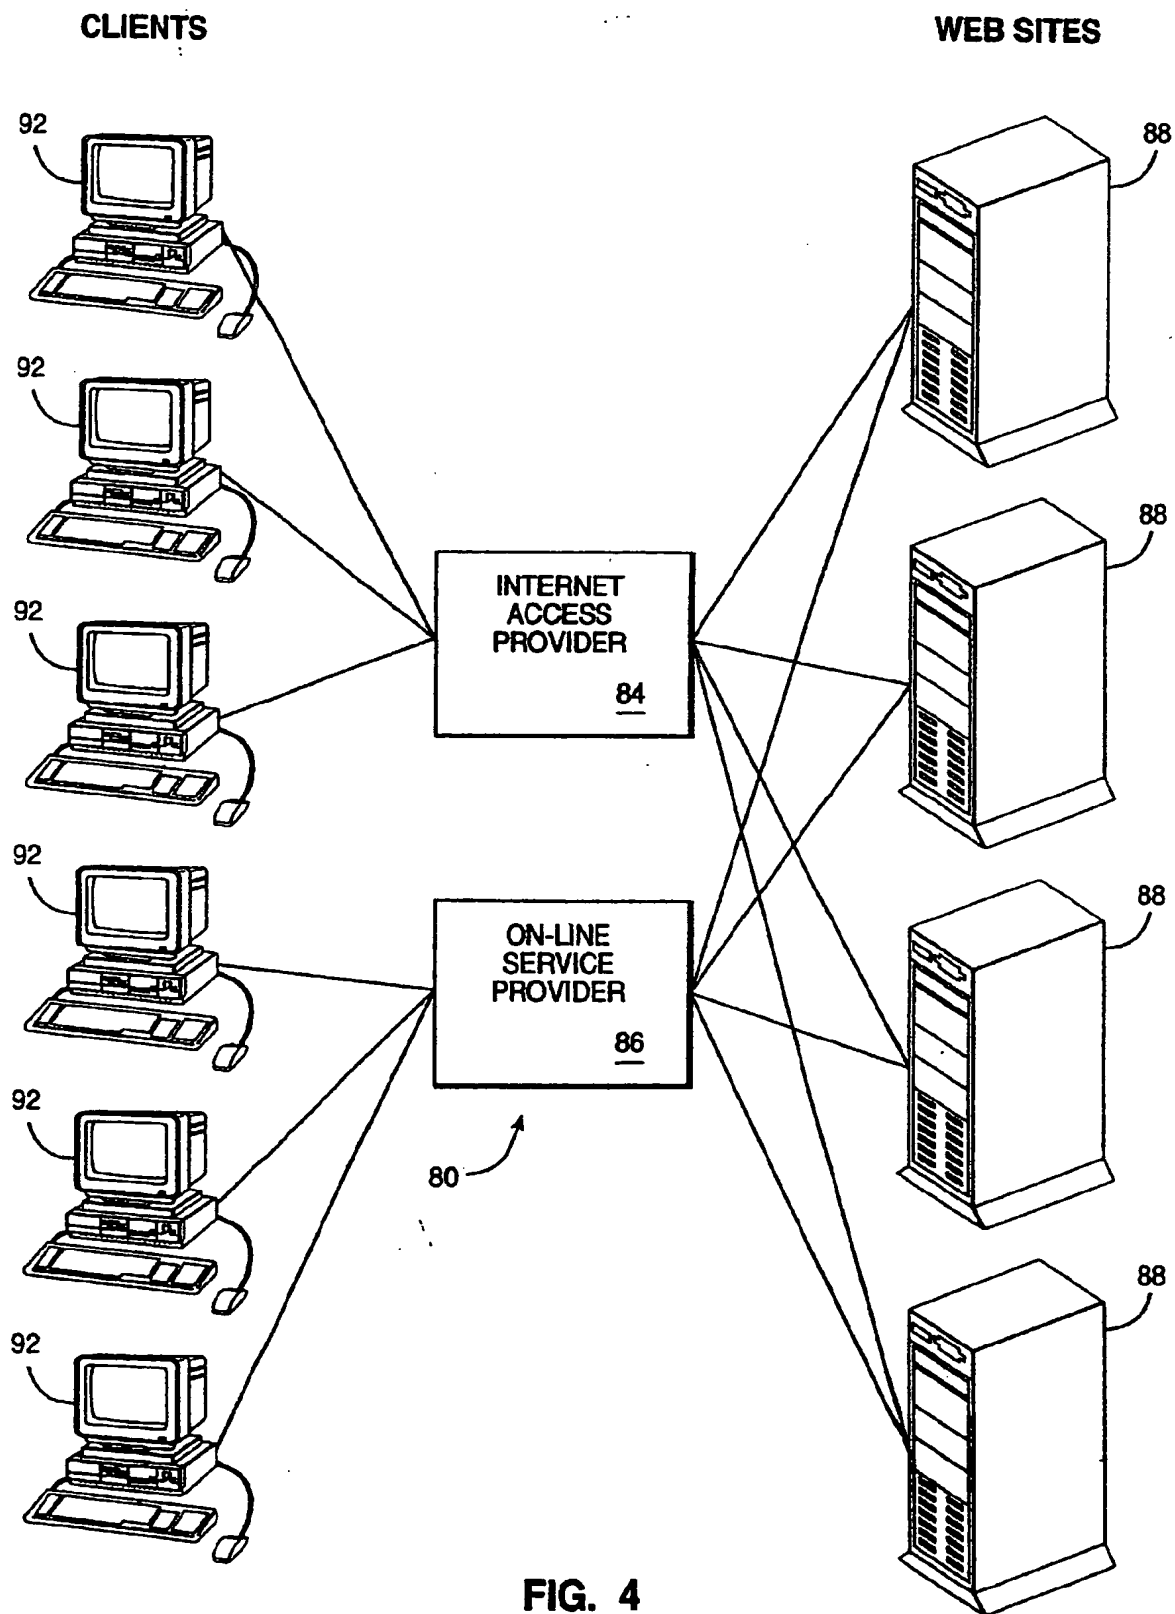 CLIENTS
WEB SITES
92
88
92
88
92
INTERNET
ACCESS
PROVIDER
84
92
88
ON-LINE
SERVICE
PROVIDER
86
92
80
88
92
FIG. 4